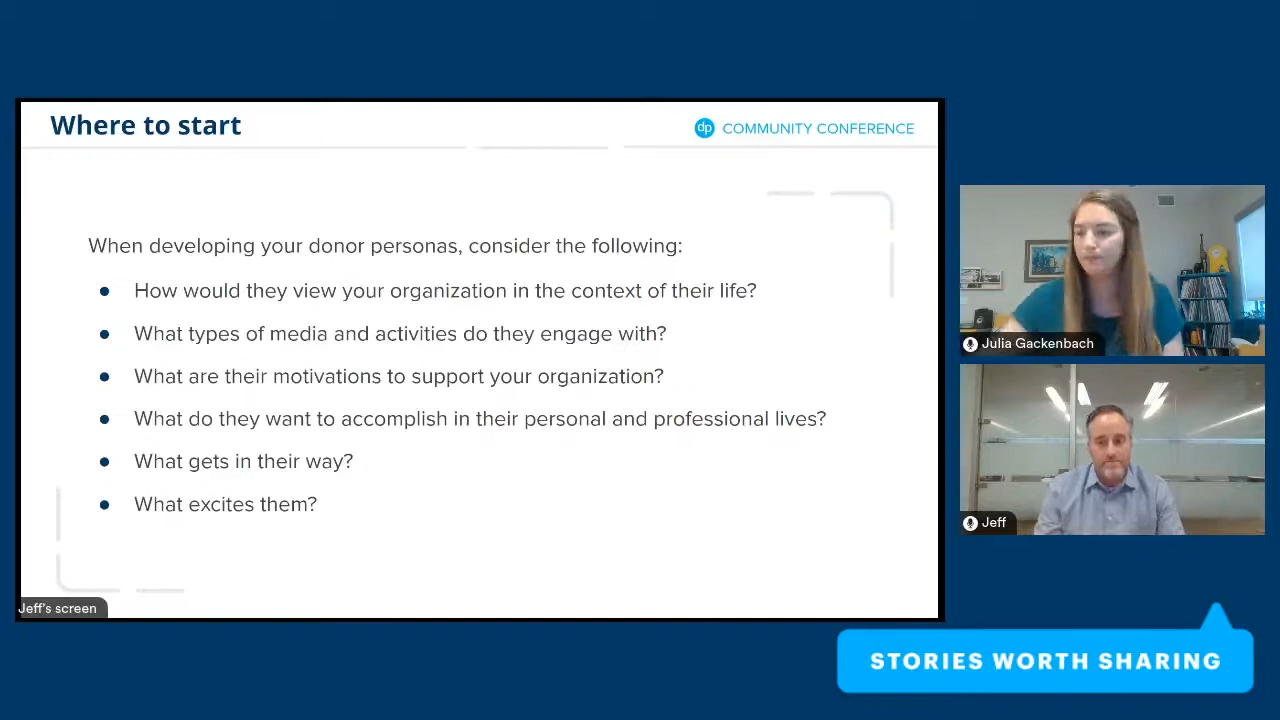 Where to start
dp COMMUNITY CONFERENCE
When developing your donor personas, consider the following:
● How would they view your organization in the context of their life?
● What types of media and activities do they engage with?
● What are their motivations to support your organization?
● What do they want to accomplish in their personal and professional lives?
● What gets in their way?
● What excites them?
Jeff's screen
Julia Gackenbach
Jeff
STORIES WORTH SHARING